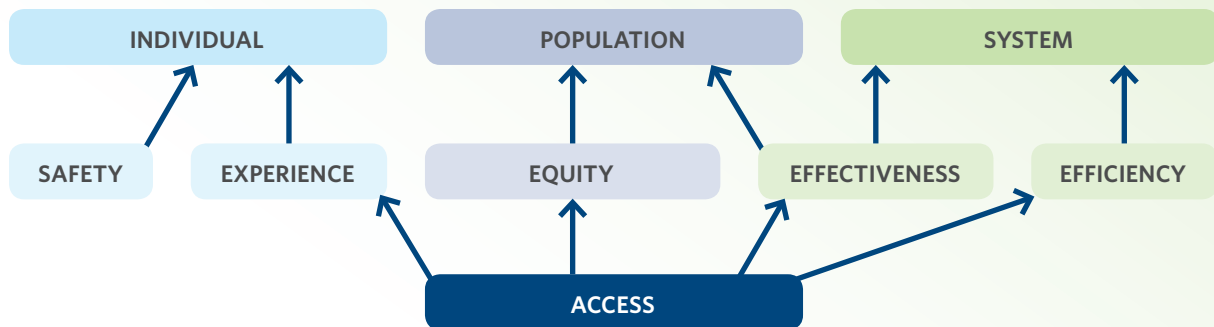 INDIVIDUAL
POPULATION
SYSTEM
SAFETY
EXPERIENCE
EQUITY
EFFECTIVENESS
EFFICIENCY
ACCESS